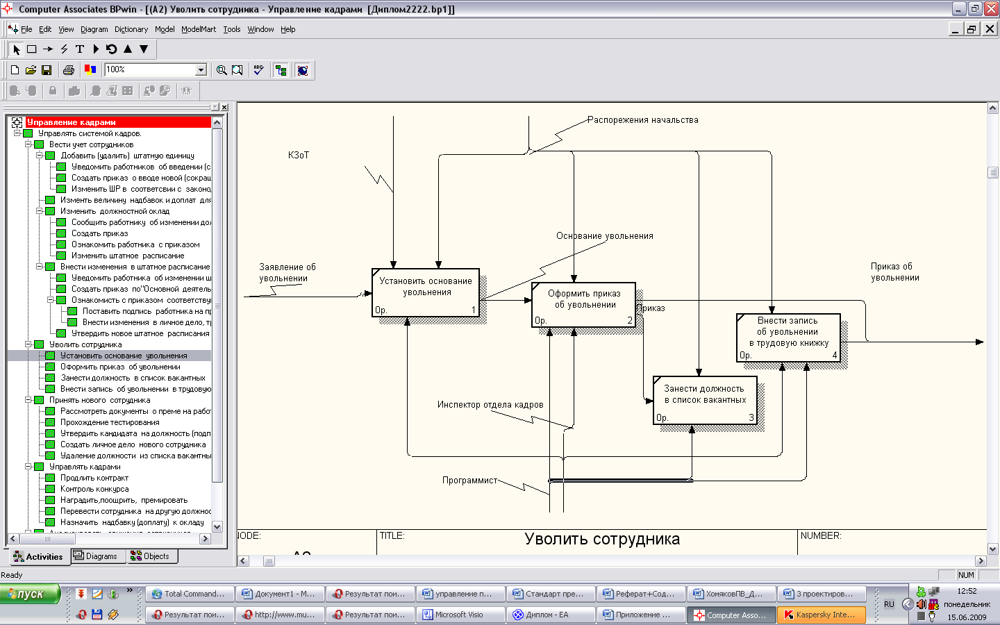 Computer Associates BPwin - [(A2) Уволить сотрудника - Управление кадрами  [Диплом2222.bp1]]
File Edit View Diagram Dictionary Model ModelMart Tools Window Help
100%
ABC
Управление кадрами
Управлять системой кадров.
Вести учет сотрудников
Добавить (удалить) штатную единицу
Уведомить работников об введении (с
Создать приказ о вводе новой (сокращ
Изменить ШР в соответсвии с законод
Изменть величину надбавок и доплат для
Изменить должностной оклад
Сообщить работнику об изменении дол
Создать приказ
Ознакомить работника с приказом
Изменить штатное расписание
Внести изменения в штатное расписание
Уведомить работника об изменении ш
Создать приказ по"Основной деятель
Ознакомисть с приказом соответству
Поставить подпись работника на пр
Внести изменения в личное дело, тр
Утвердить новое штатное расписания
Уволить сотрудника
Установить основание увольнения
Оформить приказ об увольнении
Занести должность в список вакантных
Внести запись об увольнении в трудовую
Принять нового сотрудника
Рассмотреть документы о преме на рабо
Прохождение тестирования
Утвердить кандидата на должность (подп
Создать личное дело нового сотрудника
Удаление должности из списка вакантны
Управлять кадрами
Продлить контракт
Контроль конкурса
Наградить,поощрить, премировать
Перевести сотрудника на другую должнос
Назначить надбавку (доплату) к окладу
Activities Diagrams Objects
Распорежения начальства
КЗоТ
Основание увольнения
Заявление об
увольнении
Приказ об
увольнении
Установить основание
увольнения
0р. 1
Оформить приказ
об увольнении
0р. 2
Приказ
Внести запись
об увольнении
в трудовую книжку
0р. 4
Занести должность
в список вакантных
0р. 3
Инспектор отдела кадров
Программист
NODE: TITLE: Уволить сотрудника NUMBER:
A2
Ready NUM
пуск
Total Command... Документ1 - M... Результат пои... управление п... Стандарт пре... Реферат+Сод... ХомяковПВ_Д... 3 проектиров...
Результат пои... http://www.mu... Результат пои... Microsoft Visio Диплом - EA Приложение ... Computer Asso... Kaspersky Inte...
RU
12:52
понедельник
15.06.2009